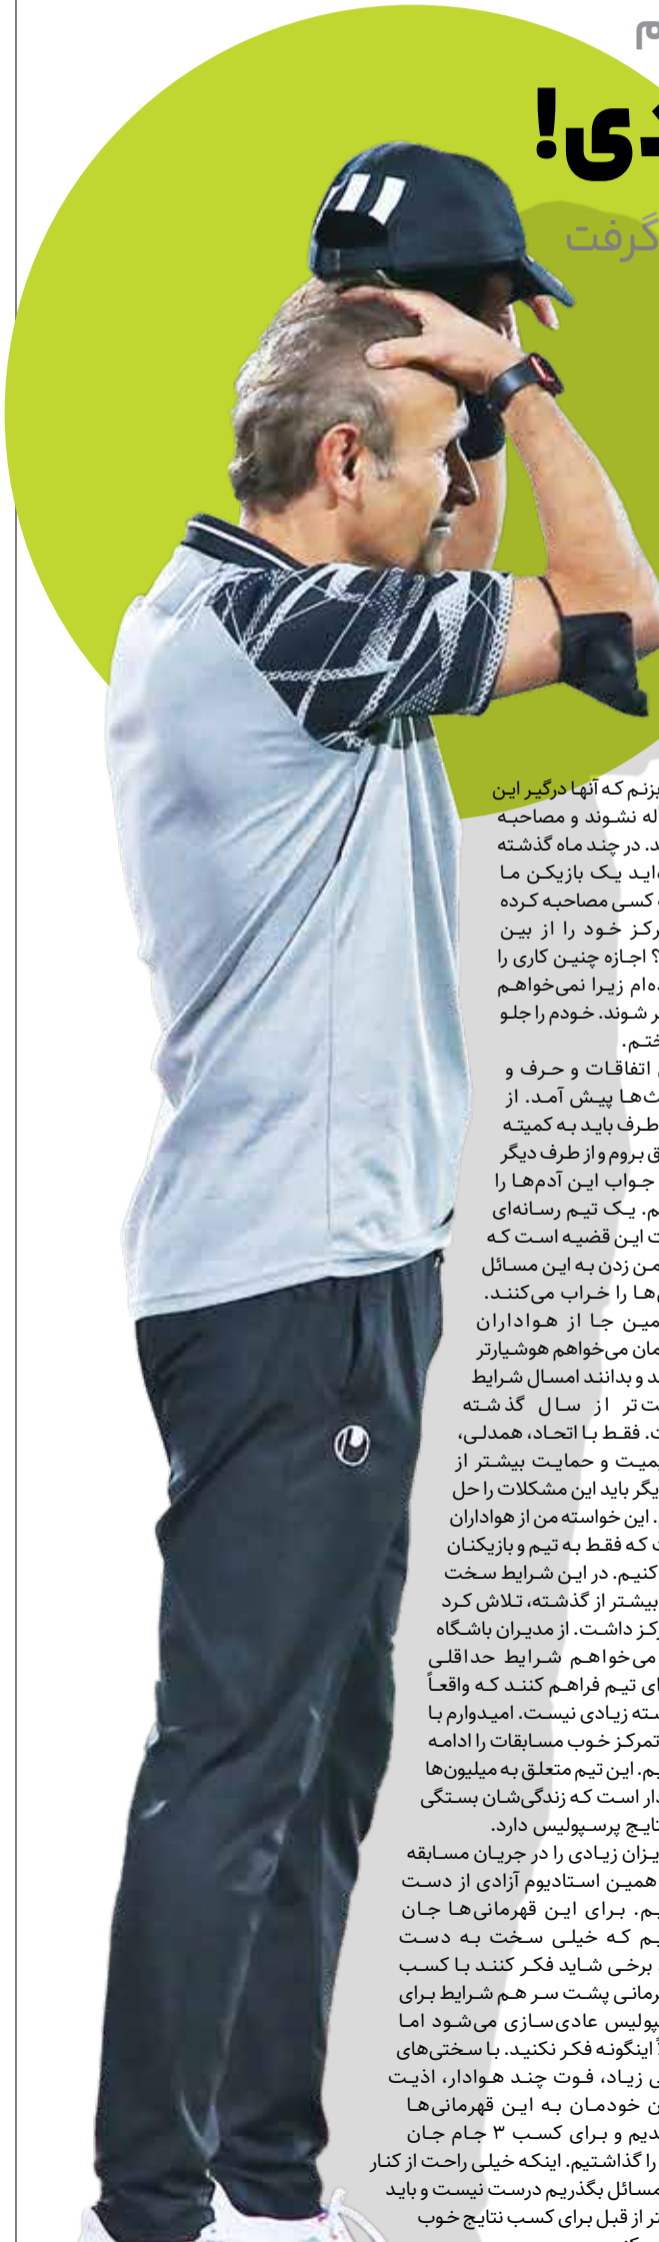 دی!
گرفت
بزنم که آنها درگیر این
له نشوند و مصاحبه
د. در چند ماه گذشته
اید یک بازیکن ما
کسی مصاحبه کرده
رکز خود را از بین
؟ اجازه چنین کاری را
ده‌ام زیرا نمی‌خواهم
ر شوند. خودم را جلو
ختم.
اتفاقات و حرف و
ث‌ها پیش آمد. از
طرف باید به کمیته
ق بروم و از طرف دیگر
جواب این آدم‌ها را
م. یک تیم رسانه‌ای
ت این قضیه است که
من زدن به این مسائل
ی‌ها را خراب می‌کنند.
مین جا از هواداران
مان می‌خواهم هوشیارتر
ند و بدانند امسال شرایط
ت‌تر از سال گذشته
ت. فقط با اتحاد، همدلی،
میمیت و حمایت بیشتر از
یگر باید این مشکلات را حل
. این خواسته من از هواداران
ت که فقط به تیم و بازیکنان
کنیم. در این شرایط سخت
بیشتر از گذشته، تلاش کرد
رکز داشت. از مدیران باشگاه
می‌خواهم شرایط حداقلی
ای تیم فراهم کنند که واقعاً
سته زیادی نیست. امیدوارم با
تمرکز خوب مسابقات را ادامه
یم. این تیم متعلق به میلیون‌ها
دار است که زندگی‌شان بستگی
تایج پرسپولیس دارد.
یزان زیادی را در جریان مسابقه
همین استادیوم آزادی از دست
یم. برای این قهرمانی‌ها جان
یم که خیلی سخت به دست
برخی شاید فکر کنند با کسب
رمانی پشت سر هم شرایط برای
سپولیس عادی‌سازی می‌شود اما
اً اینگونه فکر نکنید. با سختی‌های
ی زیاد، فوت چند هوادار، اذیت
ن خودمان به این قهرمانی‌ها
دیم و برای کسب ۳ جام جان
را گذاشتیم. اینکه خیلی راحت از کنار
مسائل بگذریم درست نیست و باید
تر از قبل برای کسب نتایج خوب